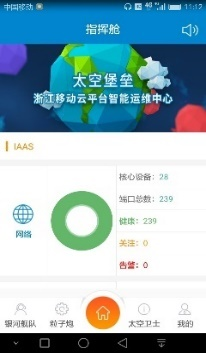 中国移动 46 11:12
指挥舱
太空堡垒
浙江移动云平台智能运维中心
IAAS
核心设备: 28
端口总数: 239
健康: 239
关注: 0
告警: 0
网络
银河舰队 粒子炮 太空卫士 我的